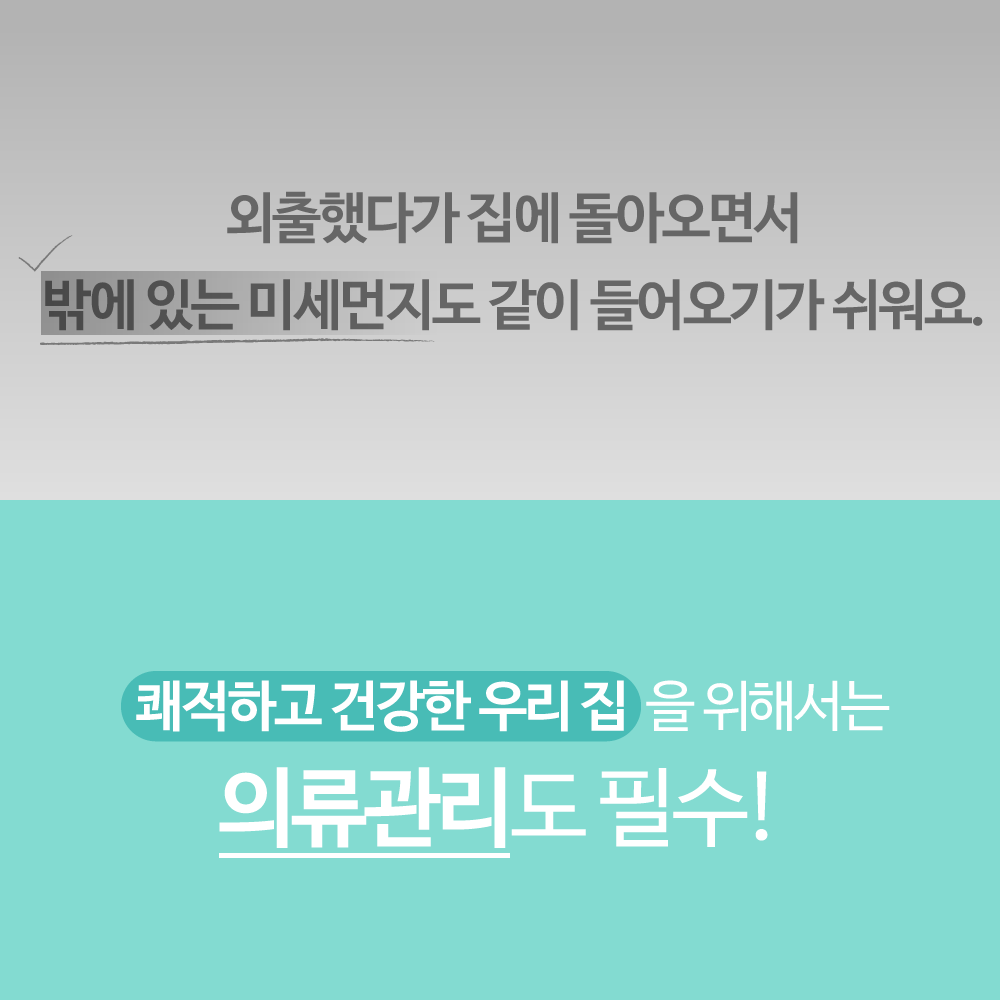 외출했다가 집에 돌아오면서
밖에 있는 미세먼지도 같이 들어오기가 쉬워요.
쾌적하고 건강한 우리 집을 위해서는
의류관리도 필수!